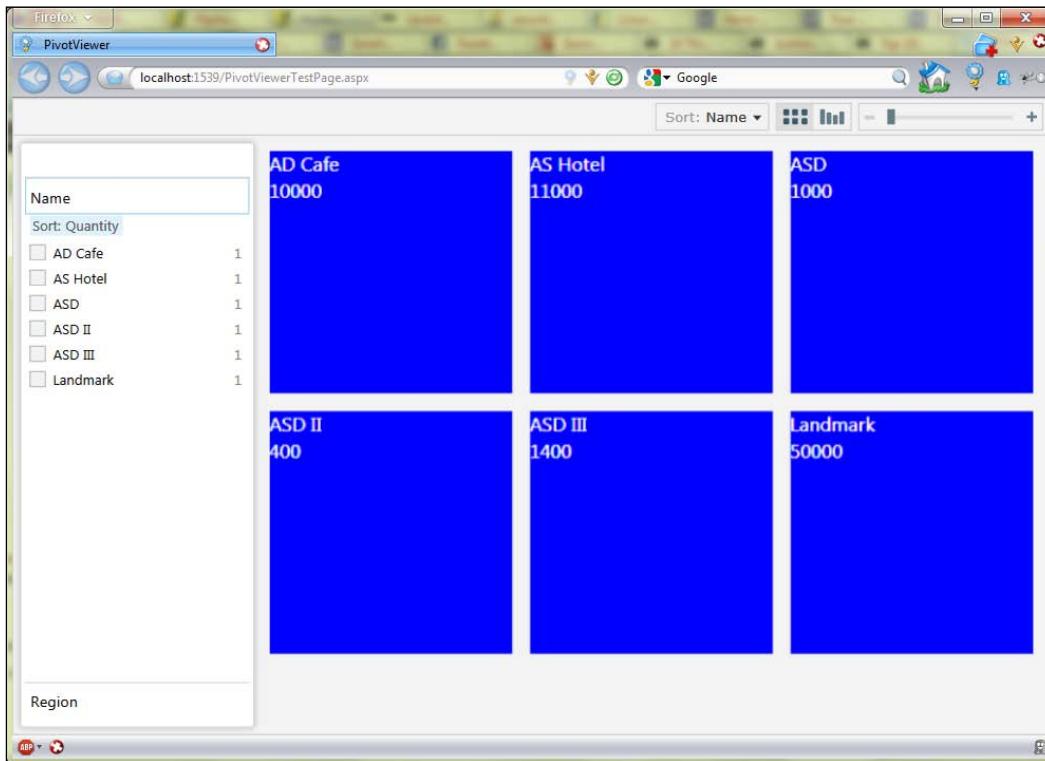 Firefox
PivotViewer
localhost:1539/PivotViewerTestPage.aspx
Google
Sort: Name
Name
Sort: Quantity
AD Cafe 1
AS Hotel 1
ASD 1
ASD II 1
ASD III 1
Landmark 1
Region
AD Cafe
10000
AS Hotel
11000
ASD
1000
ASD II
400
ASD III
1400
Landmark
50000
ABP